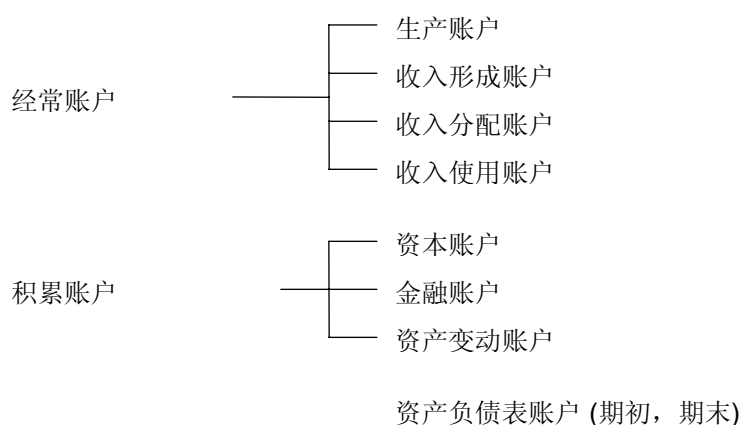 生产账户
收入形成账户
经常账户
收入分配账户
收入使用账户
资本账户
积累账户
金融账户
资产变动账户
资产负债表账户 (期初，期末)